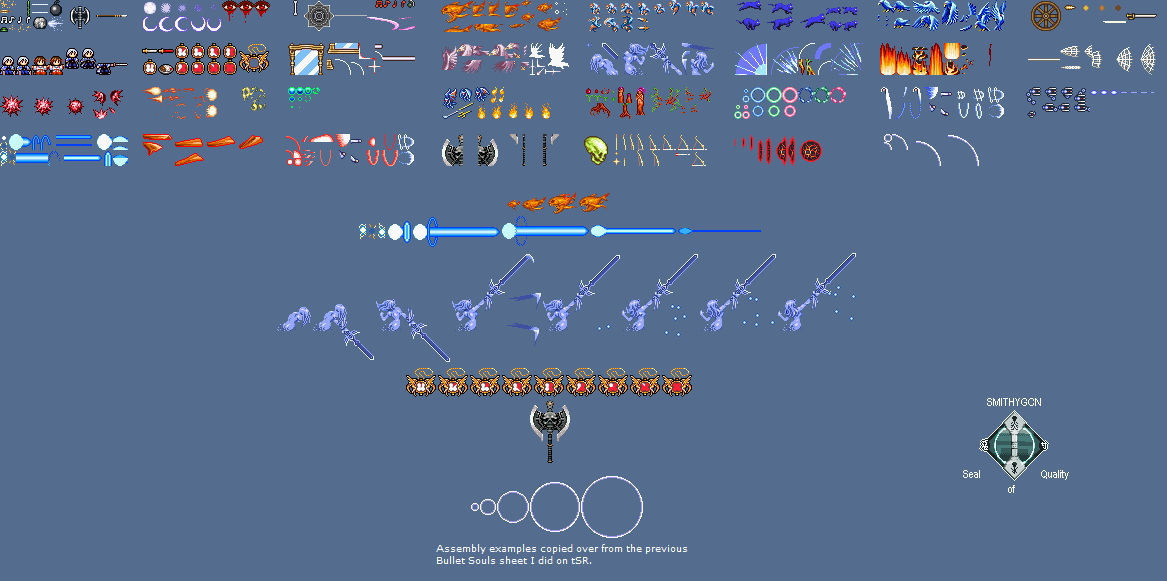 SMITHYGCN
Seal
Quality
of
Assembly examples copied over from the previous
Bullet Souls sheet I did on tSR.